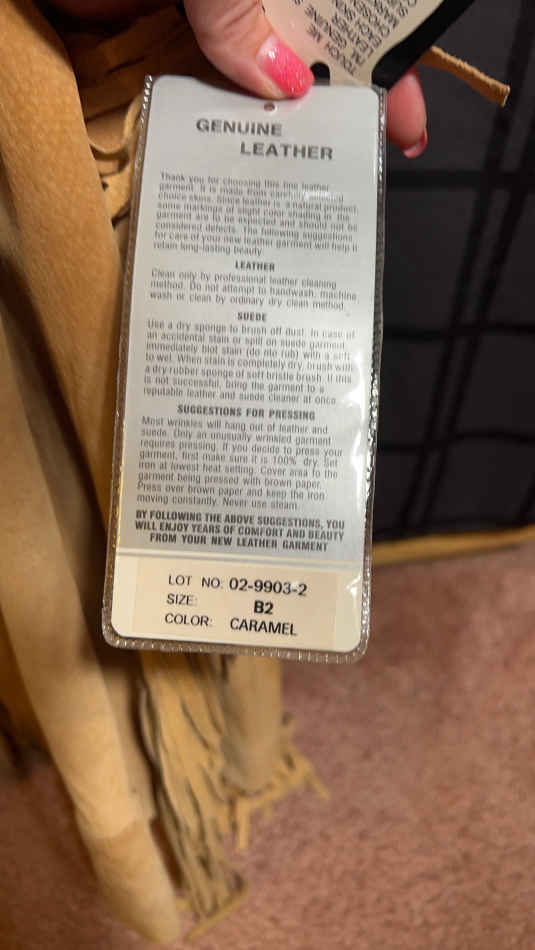 GENUINE
LEATHER
Thank you for choosing this fine leather
garment. It is made from
choice skins. Since leather is a natural product,
some markings of slight color shading in the
garment are to be expected and should not be
considered defects. The following suggestions
for care of your new leather garment will help it
retain long-lasting beauty.
LEATHER
Clean only by professional leather cleaning
method. Do not attempt to handwash, machine
wash or clean by ordinary dry clean method.
SUEDE
Use a dry sponge to brush off dust. In case of
an accidental stain or spill on suede garment,
immediately blot stain (do nto rub) with a soft
to wet. When stain is completely dry, brush with
a dry rubber sponge of soft bristle brush. If this
is not successful, bring the garment to a
reputable leather and suede cleaner at once.
SUGGESTIONS FOR PRESSING
Most wrinkles will hang out of leather and
suede. Only an unusually wrinkled garment
requires pressing. If you decide to press your
garment, first make sure it is 100% dry. Set
iron at lowest heat setting. Cover area fo the
garment being pressed with brown paper.
Press over brown paper and keep the iron
moving constantly. Never use steam.
BY FOLLOWING THE ABOVE SUGGESTIONS, YOU
WILL ENJOY YEARS OF COMFORT AND BEAUTY
FROM YOUR NEW LEATHER GARMENT
LOT NO: 02-9903-2
SIZE: B2
COLOR: CARAMEL